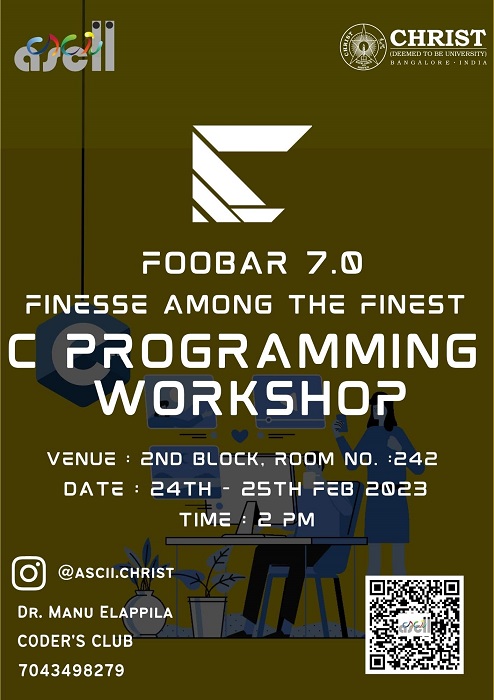 ascii
CHRIST
(DEEMED TO BE UNIVERSITY)
BANGALORE · INDIA
FOOBAR 7.0
FINESSE AMONG THE FINEST
C PROGRAMMING
WORKSHOP
VENUE : 2ND BLOCK, ROOM NO. :242
DATE : 24TH - 25TH FEB 2023
TIME : 2 PM
@ASCII.CHRIST
DR. MANU ELAPPILA
CODER'S CLUB
7043498279
ascii